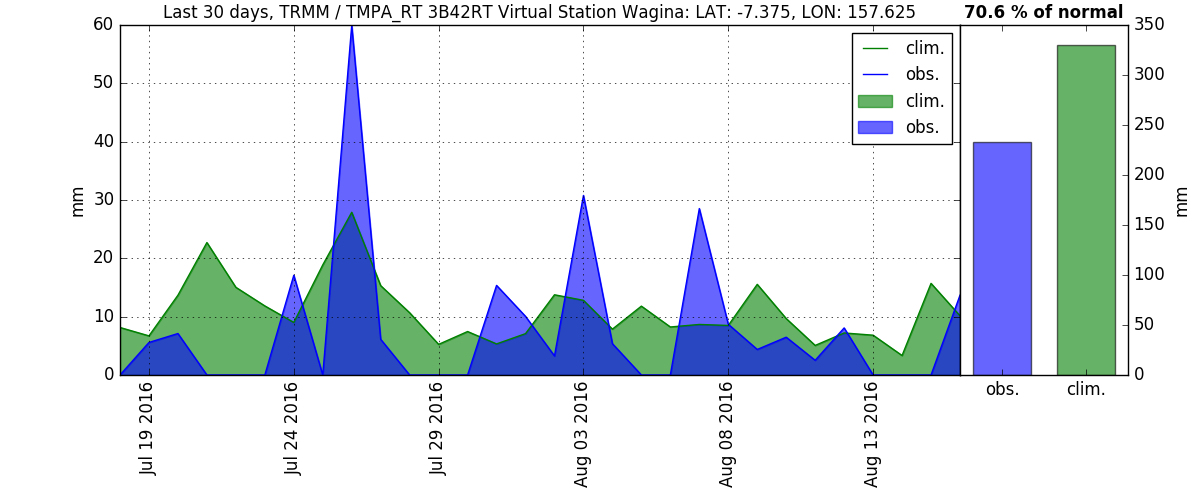 Last 30 days, TRMM / TMPA_RT 3B42RT Virtual Station Wagina: LAT: -7.375, LON: 157.625
70.6 % of normal
60
50
40
30
20
10
0
mm
clim.
obs.
clim.
obs.
Jul 19 2016
Jul 24 2016
Jul 29 2016
Aug 03 2016
Aug 08 2016
Aug 13 2016
350
300
250
200
150
100
50
0
mm
obs.
clim.